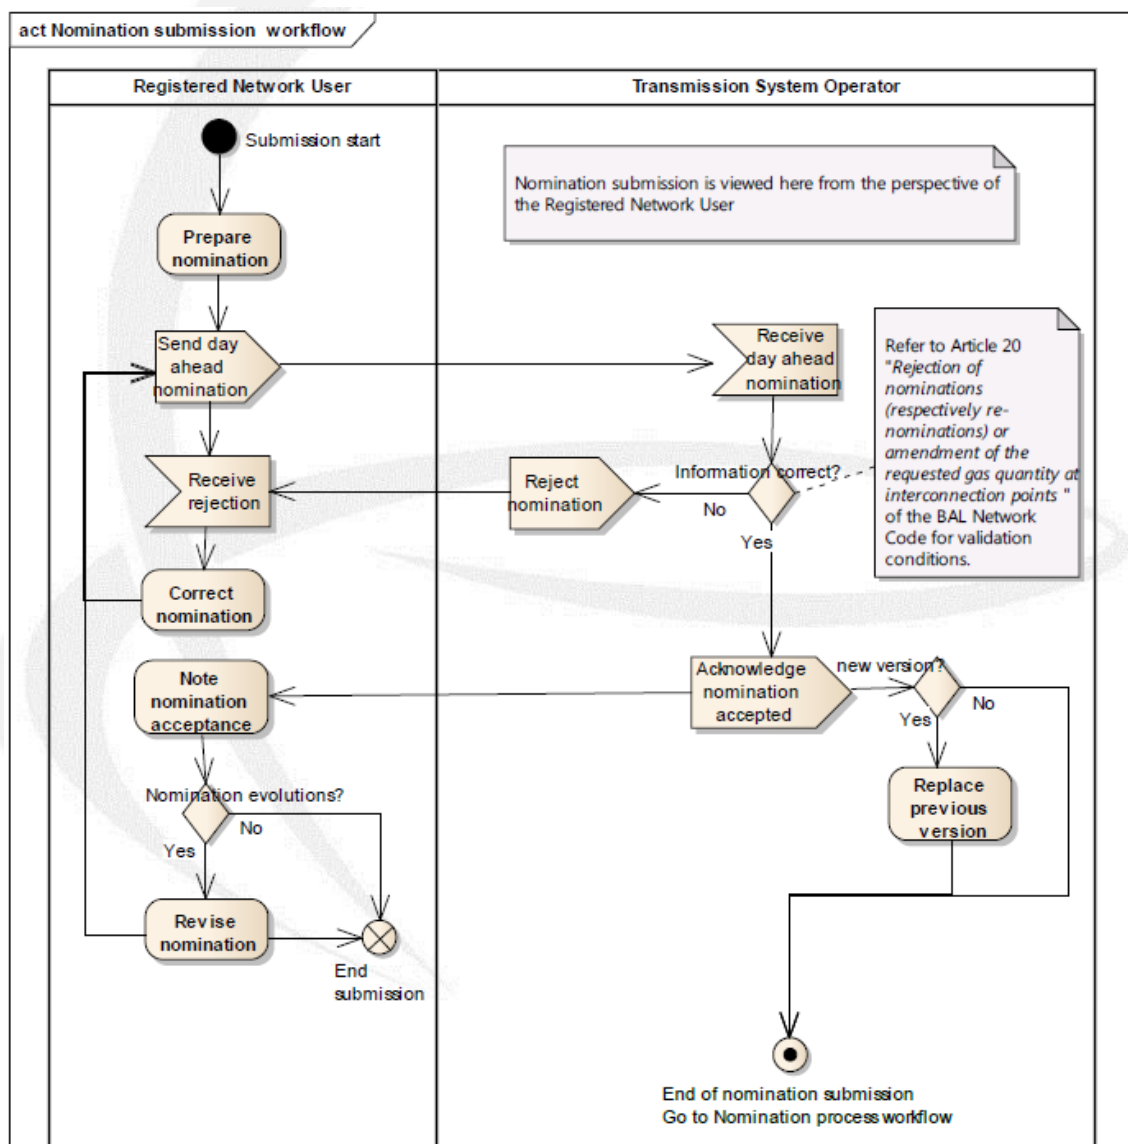 act Nomination submission workflow
Registered Network User
Transmission System Operator
Submission start
Nomination submission is viewed here from the perspective of
the Registered Network User
Prepare
nomination
Send day
ahead
nomination
Receive
day ahead
nomination
Refer to Article 20
"Rejection of
nominations
(respectively re-
nominations) or
amendment of the
requested gas quantity at
interconnection points "
of the BAL Network
Code for validation
conditions.
Receive
rejection
Reject
nomination
Information correct?
No
Yes
Correct
nomination
Note
nomination
acceptance
Acknowledge
nomination
accepted
new version?
No
Yes
Replace
previous
version
Nomination evolutions?
No
Yes
Revise
nomination
End
submission
End of nomination submission
Go to Nomination process workflow